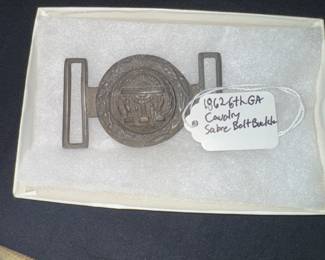 1862 6th GA
Cavalry
Sabre Belt Buckle